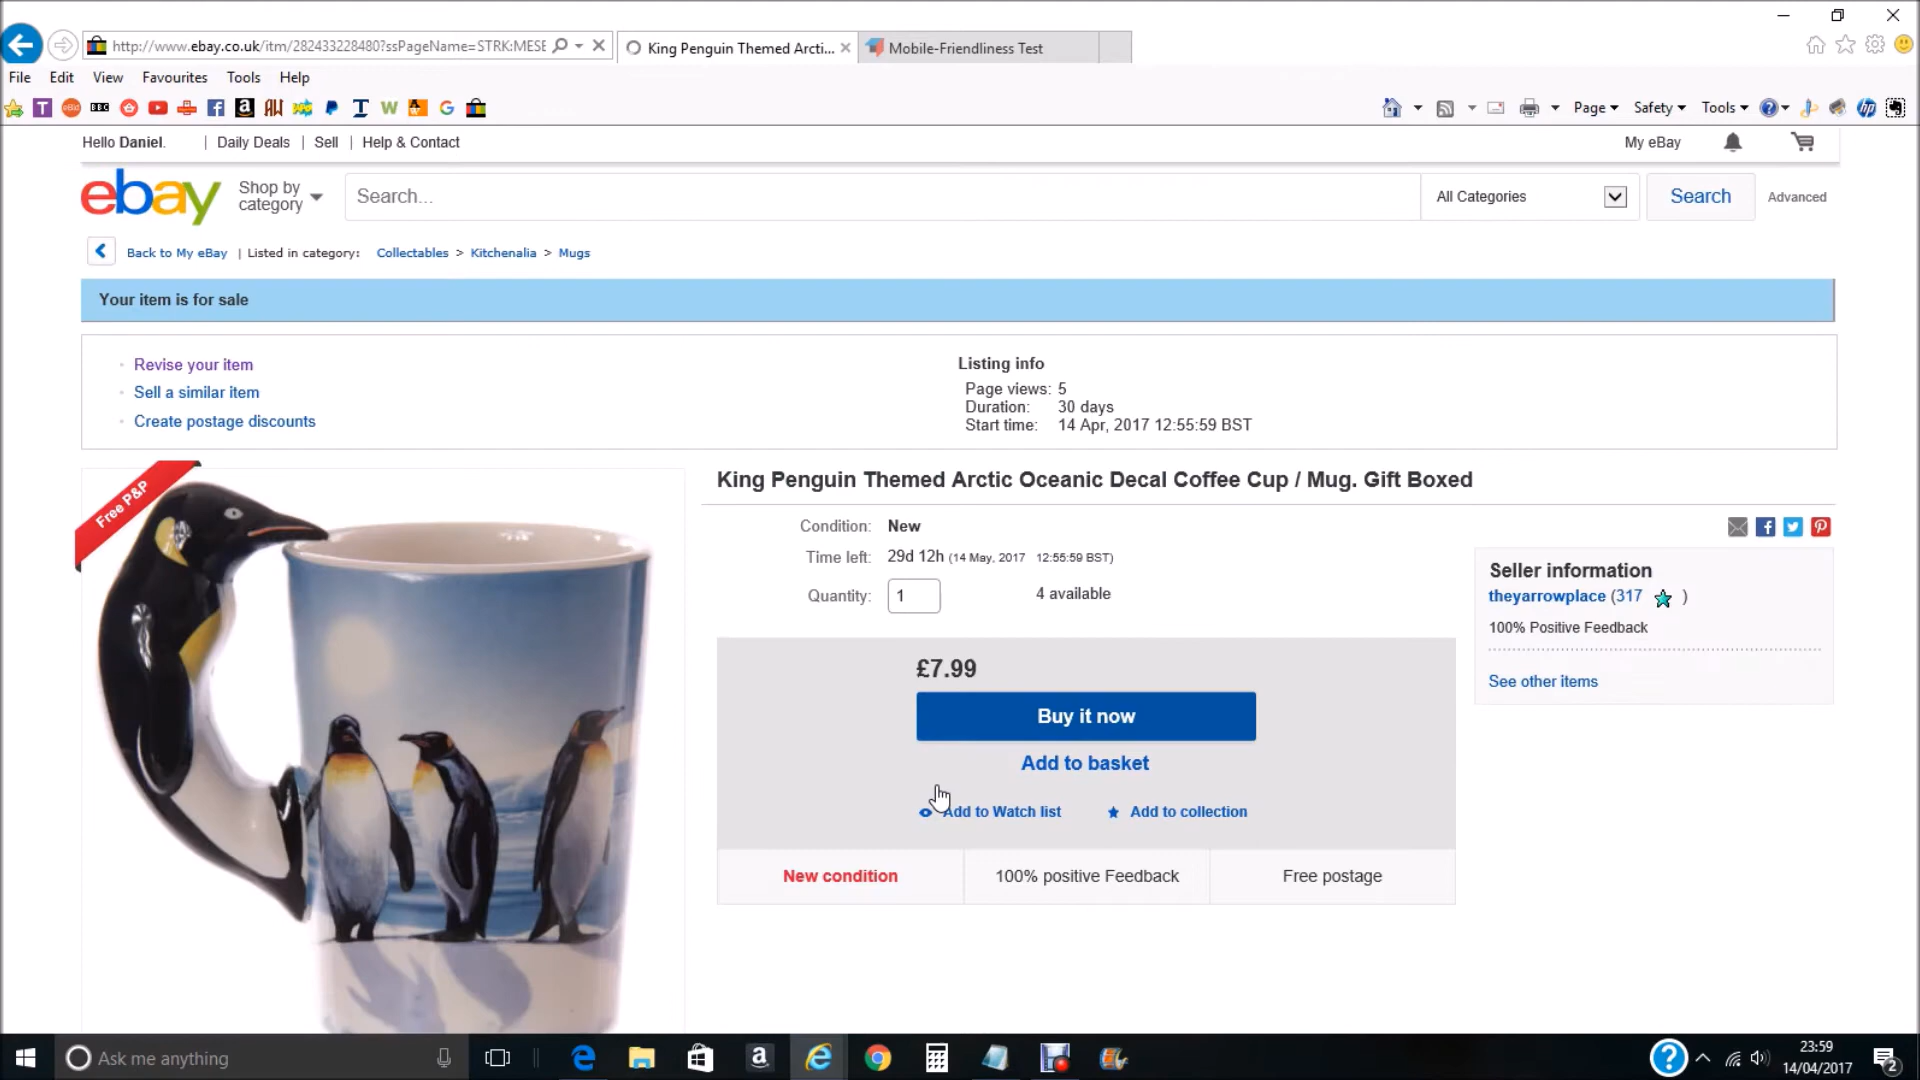 http://www.ebay.co.uk/itm/282433228480?ssPageName=STRK:MESE
King Penguin Themed Arcti...
Mobile-Friendliness Test
File Edit View Favourites Tools Help
Page Safety Tools
Hello Daniel. | Daily Deals | Sell | Help & Contact
My eBay
ebay
Shop by category
Search...
All Categories
Search
Advanced
Back to My eBay | Listed in category: Collectables > Kitchenalia > Mugs
Your item is for sale
Revise your item
Sell a similar item
Create postage discounts
Listing info
Page views: 5
Duration: 30 days
Start time: 14 Apr, 2017 12:55:59 BST
Free P&P
King Penguin Themed Arctic Oceanic Decal Coffee Cup / Mug. Gift Boxed
Condition: New
Time left: 29d 12h (14 May, 2017 12:55:59 BST)
Quantity: 1 4 available
£7.99
Buy it now
Add to basket
Add to Watch list
Add to collection
New condition
100% positive Feedback
Free postage
Seller information
theyarrowplace (317 )
100% Positive Feedback
See other items
Ask me anything
23:59
14/04/2017
2